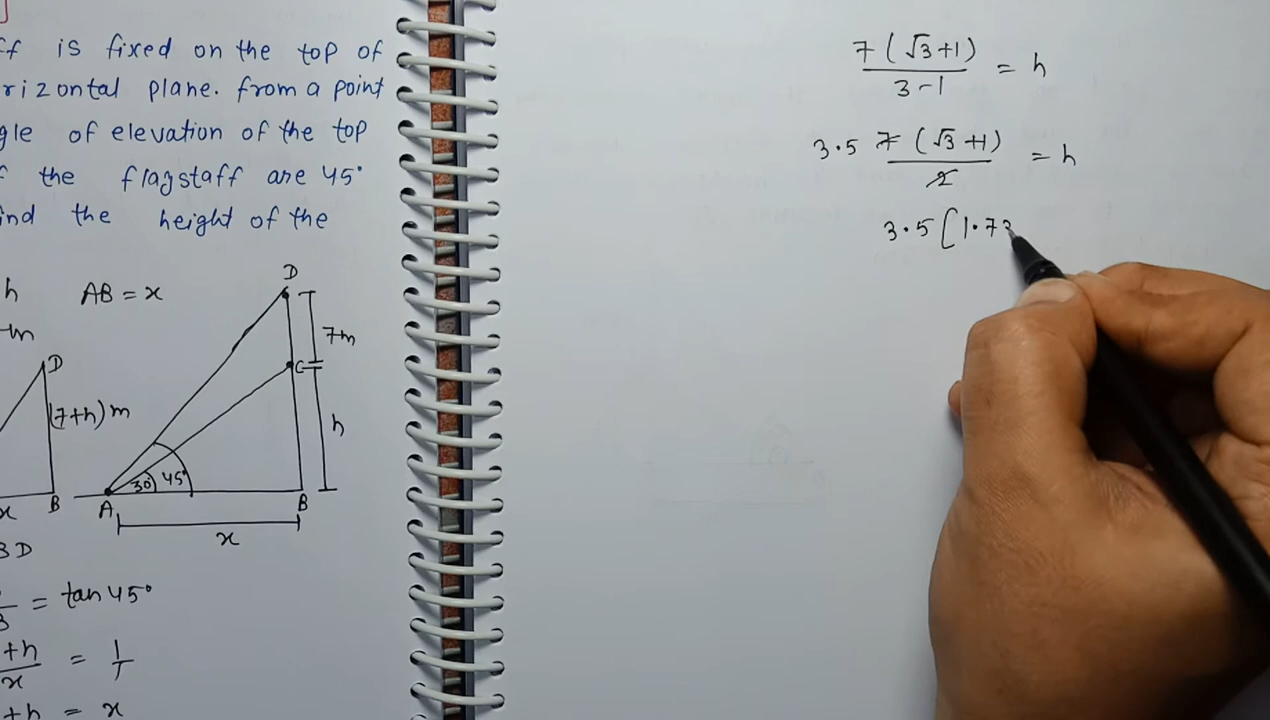 is fixed on the top of
rizontal plane. from a point
gle of elevation of the top
the flagstaff are 45°
ind the height of the
h AB = x
D
7m
C
h
30 45°
A B
x
D
(7+h) m
B
x
BD
= tan 45°
+h/x = 1/1
+h = x
7(√3+1)/3-1 = h
3.5 7(√3+1)/2 = h
3.5[1.73